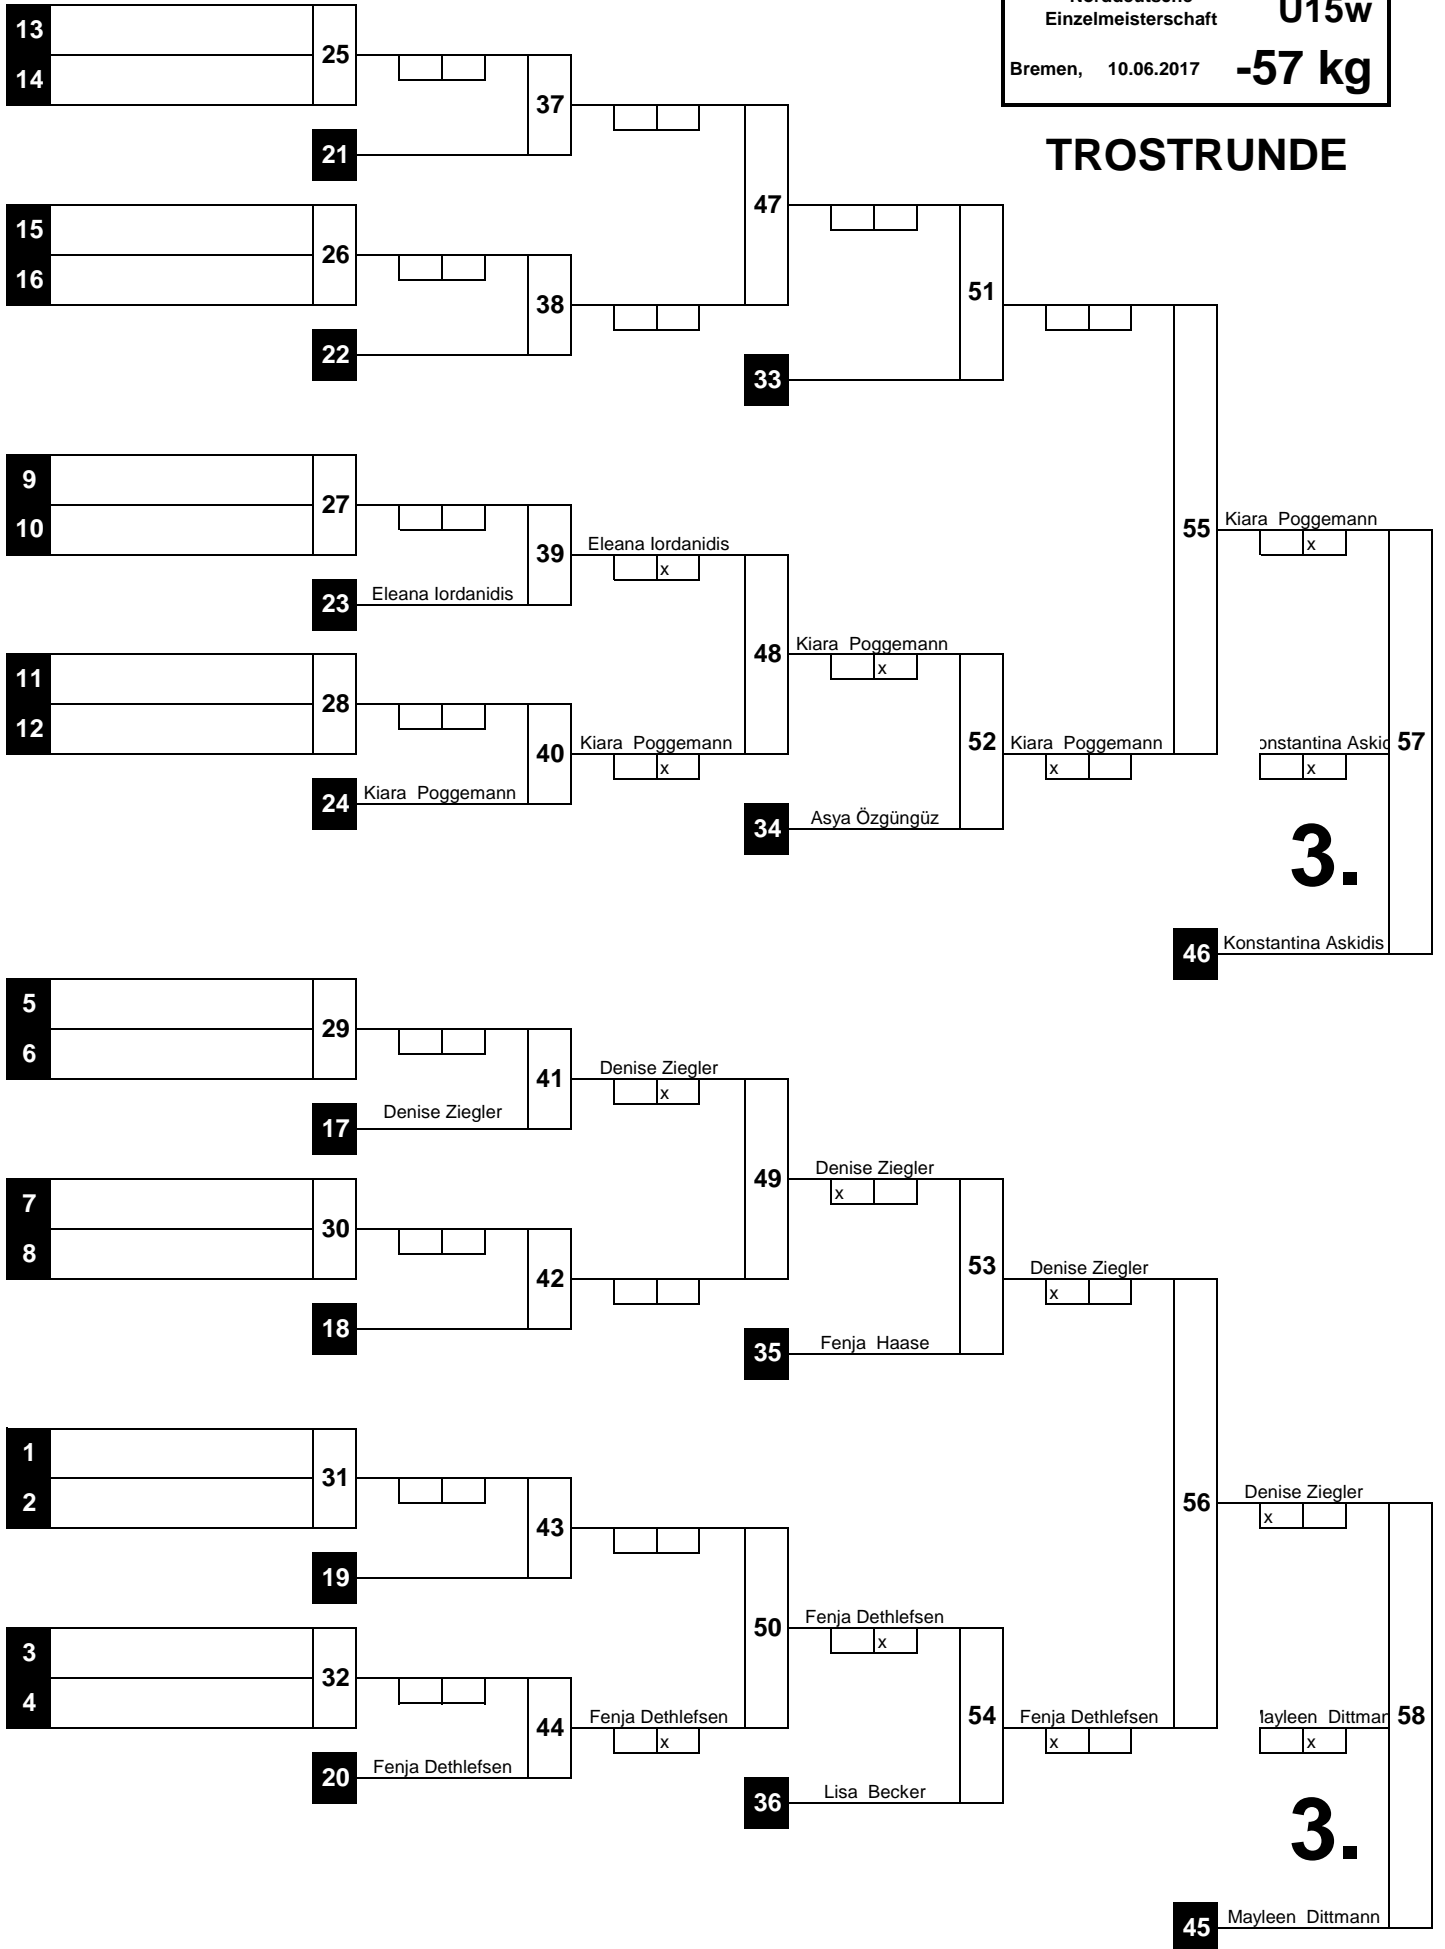 Norddeutsche
Einzelmeisterschaft U15w
Bremen, 10.06.2017 -57 kg
TROSTRUNDE
13
25
14
37
21
47
15
26
16
38
51
22
33
9
27
10
55
Kiara Poggemann
x
39
Eleana Iordanidis
x
23
Eleana Iordanidis
48
Kiara Poggemann
x
11
28
12
40
Kiara Poggemann
x
52
Kiara Poggemann
x
onstantina Askid
x
57
24
Kiara Poggemann
34
Asya Özgüngüz
3.
46
Konstantina Askidis
5
29
6
41
Denise Ziegler
x
17
Denise Ziegler
49
Denise Ziegler
x
7
30
8
42
53
Denise Ziegler
x
18
35
Fenja Haase
1
31
2
43
56
Denise Ziegler
x
19
50
Fenja Dethlefsen
x
3
32
4
44
Fenja Dethlefsen
x
54
Fenja Dethlefsen
x
layleen Dittmar
x
58
20
Fenja Dethlefsen
36
Lisa Becker
3.
45
Mayleen Dittmann